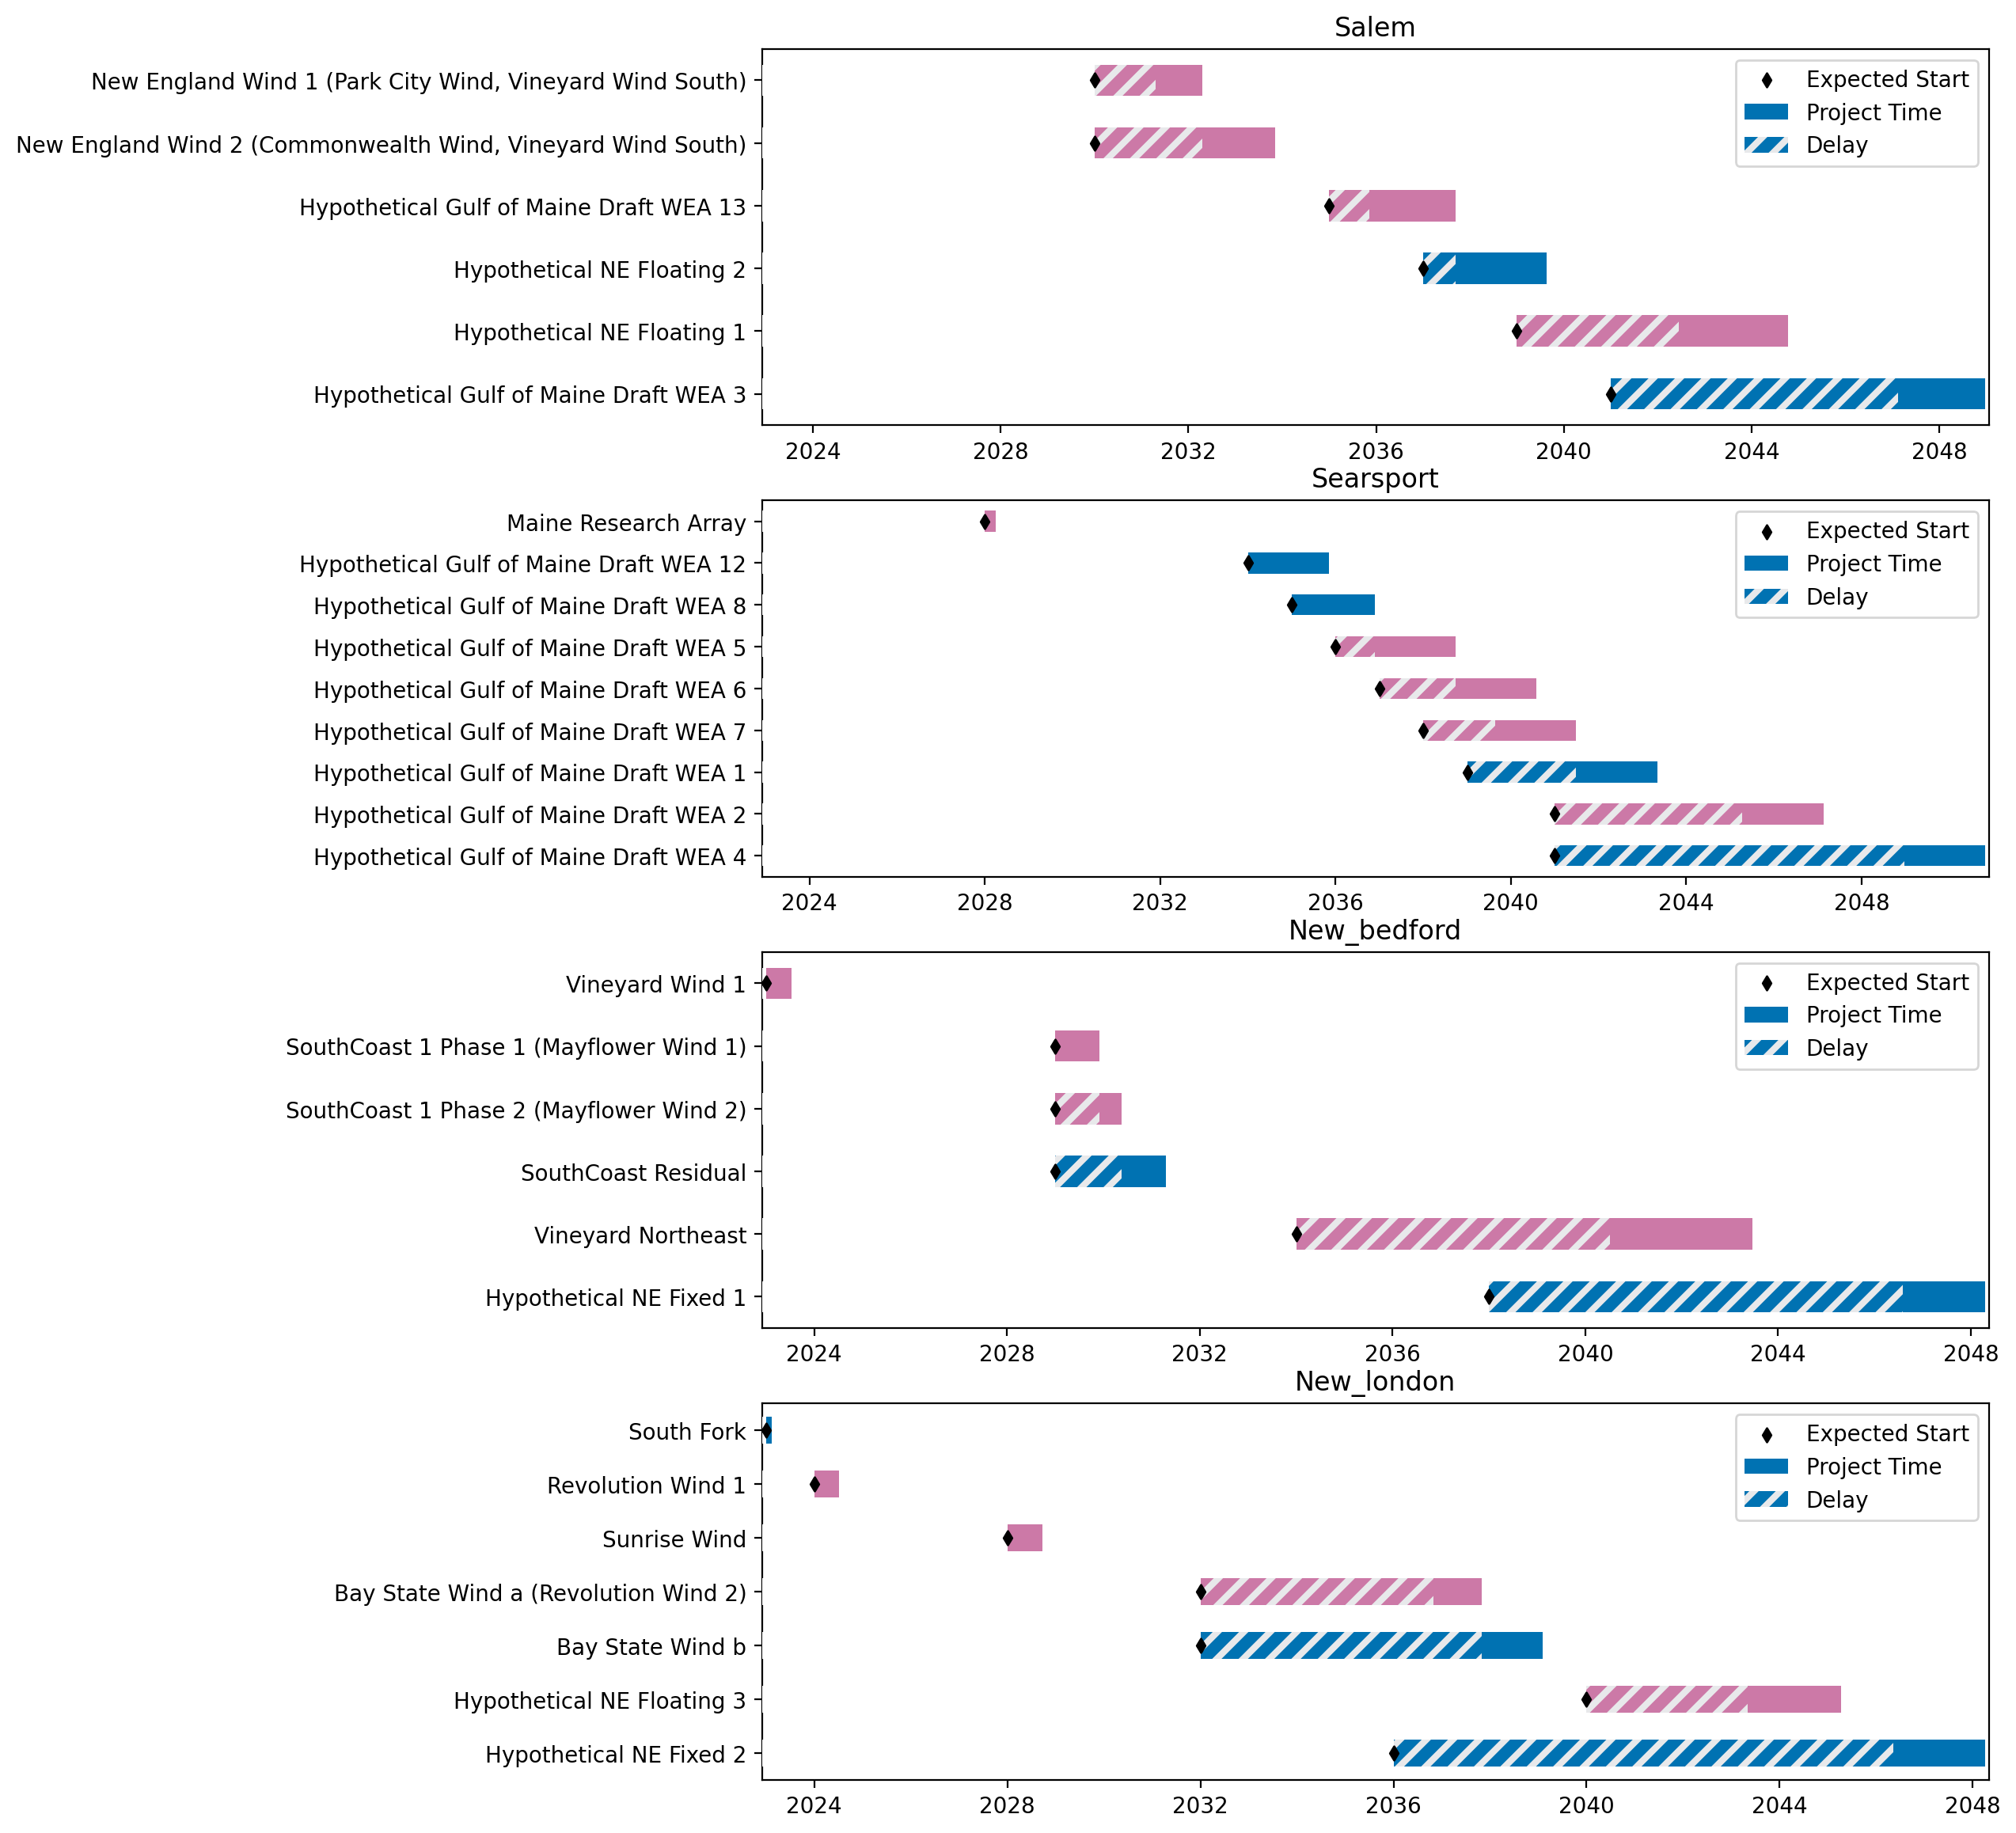 Salem
New England Wind 1 (Park City Wind, Vineyard Wind South)
New England Wind 2 (Commonwealth Wind, Vineyard Wind South)
Hypothetical Gulf of Maine Draft WEA 13
Hypothetical NE Floating 2
Hypothetical NE Floating 1
Hypothetical Gulf of Maine Draft WEA 3
Expected Start
Project Time
Delay
2024 2028 2032 2036 2040 2044 2048
Searsport
Maine Research Array
Hypothetical Gulf of Maine Draft WEA 12
Hypothetical Gulf of Maine Draft WEA 8
Hypothetical Gulf of Maine Draft WEA 5
Hypothetical Gulf of Maine Draft WEA 6
Hypothetical Gulf of Maine Draft WEA 7
Hypothetical Gulf of Maine Draft WEA 1
Hypothetical Gulf of Maine Draft WEA 2
Hypothetical Gulf of Maine Draft WEA 4
Expected Start
Project Time
Delay
2024 2028 2032 2036 2040 2044 2048
New_bedford
Vineyard Wind 1
SouthCoast 1 Phase 1 (Mayflower Wind 1)
SouthCoast 1 Phase 2 (Mayflower Wind 2)
SouthCoast Residual
Vineyard Northeast
Hypothetical NE Fixed 1
Expected Start
Project Time
Delay
2024 2028 2032 2036 2040 2044 2048
New_london
South Fork
Revolution Wind 1
Sunrise Wind
Bay State Wind a (Revolution Wind 2)
Bay State Wind b
Hypothetical NE Floating 3
Hypothetical NE Fixed 2
Expected Start
Project Time
Delay
2024 2028 2032 2036 2040 2044 2048